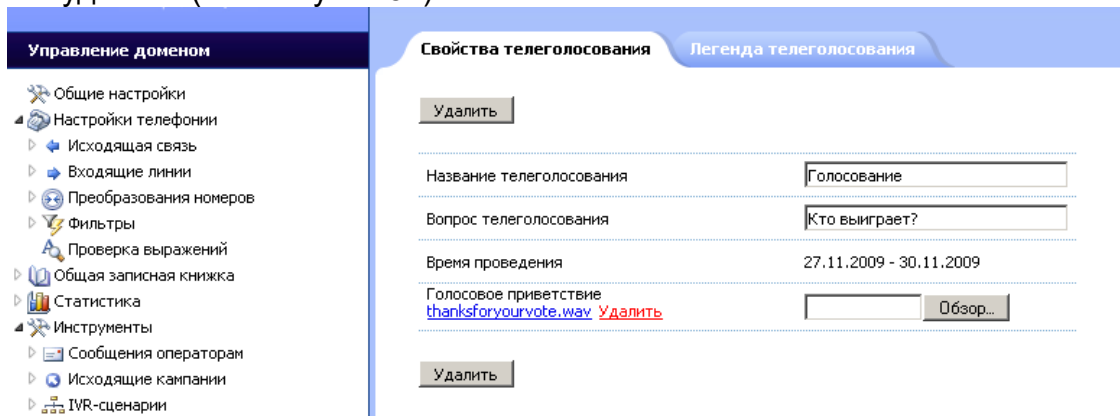 Управление доменом
Общие настройки
Настройки телефонии
Исходящая связь
Входящие линии
Преобразования номеров
Фильтры
Проверка выражений
Общая записная книжка
Статистика
Инструменты
Сообщения операторам
Исходящие кампании
IVR-сценарии
Свойства телеголосования
Легенда телеголосования
Удалить
Название телеголосования
Голосование
Вопрос телеголосования
Кто выиграет?
Время проведения
27.11.2009 - 30.11.2009
Голосовое приветствие
thanksforyourvote.wav Удалить
Обзор...
Удалить